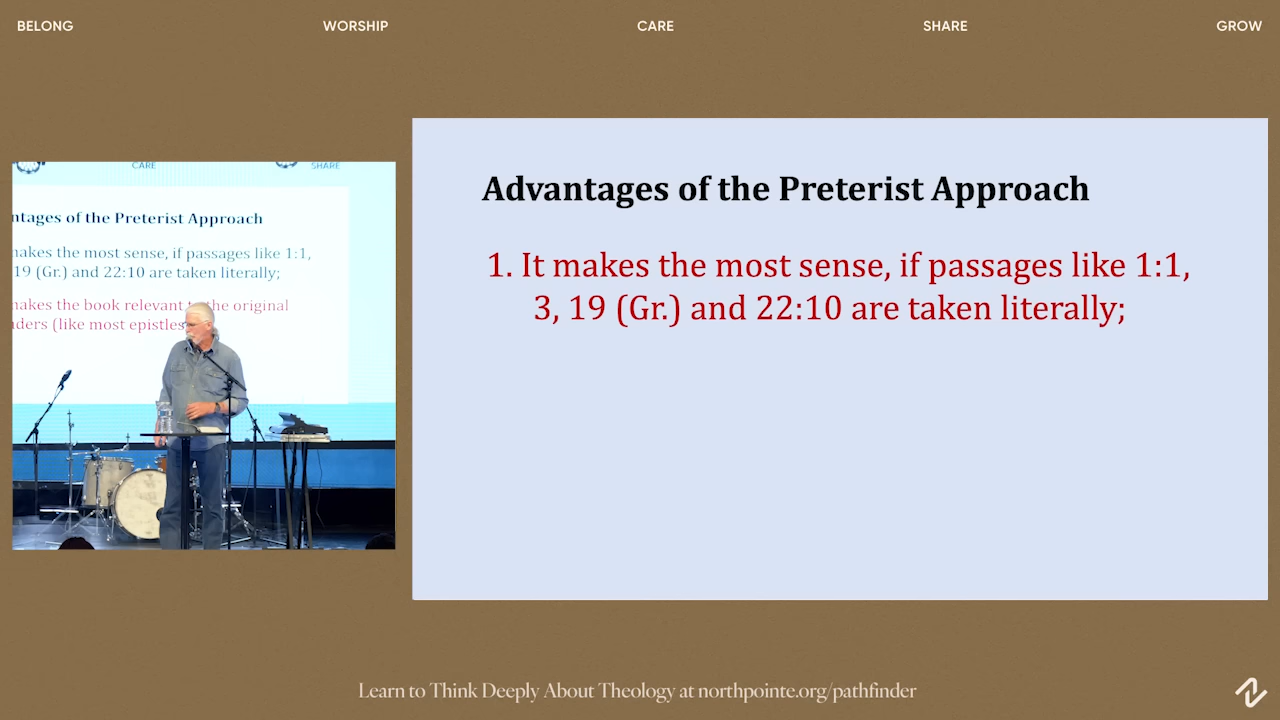 BELONG WORSHIP CARE SHARE GROW
CARE SHARE
ntages of the Preterist Approach
akes the most sense, if passages like 1:1,
19 (Gr.) and 22:10 are taken literally;
akes the book relevant the original
ders (like most epistles
Advantages of the Preterist Approach
1. It makes the most sense, if passages like 1:1,
3, 19 (Gr.) and 22:10 are taken literally;
Learn to Think Deeply About Theology at northpointe.org/pathfinder